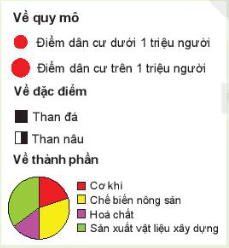 Về quy mô
Điểm dân cư dưới 1 triệu người
Điểm dân cư trên 1 triệu người
Về đặc điểm
Than đá
Than nâu
Về thành phần
Cơ khí
Chế biến nông sản
Hoá chất
Sản xuất vật liệu xây dựng